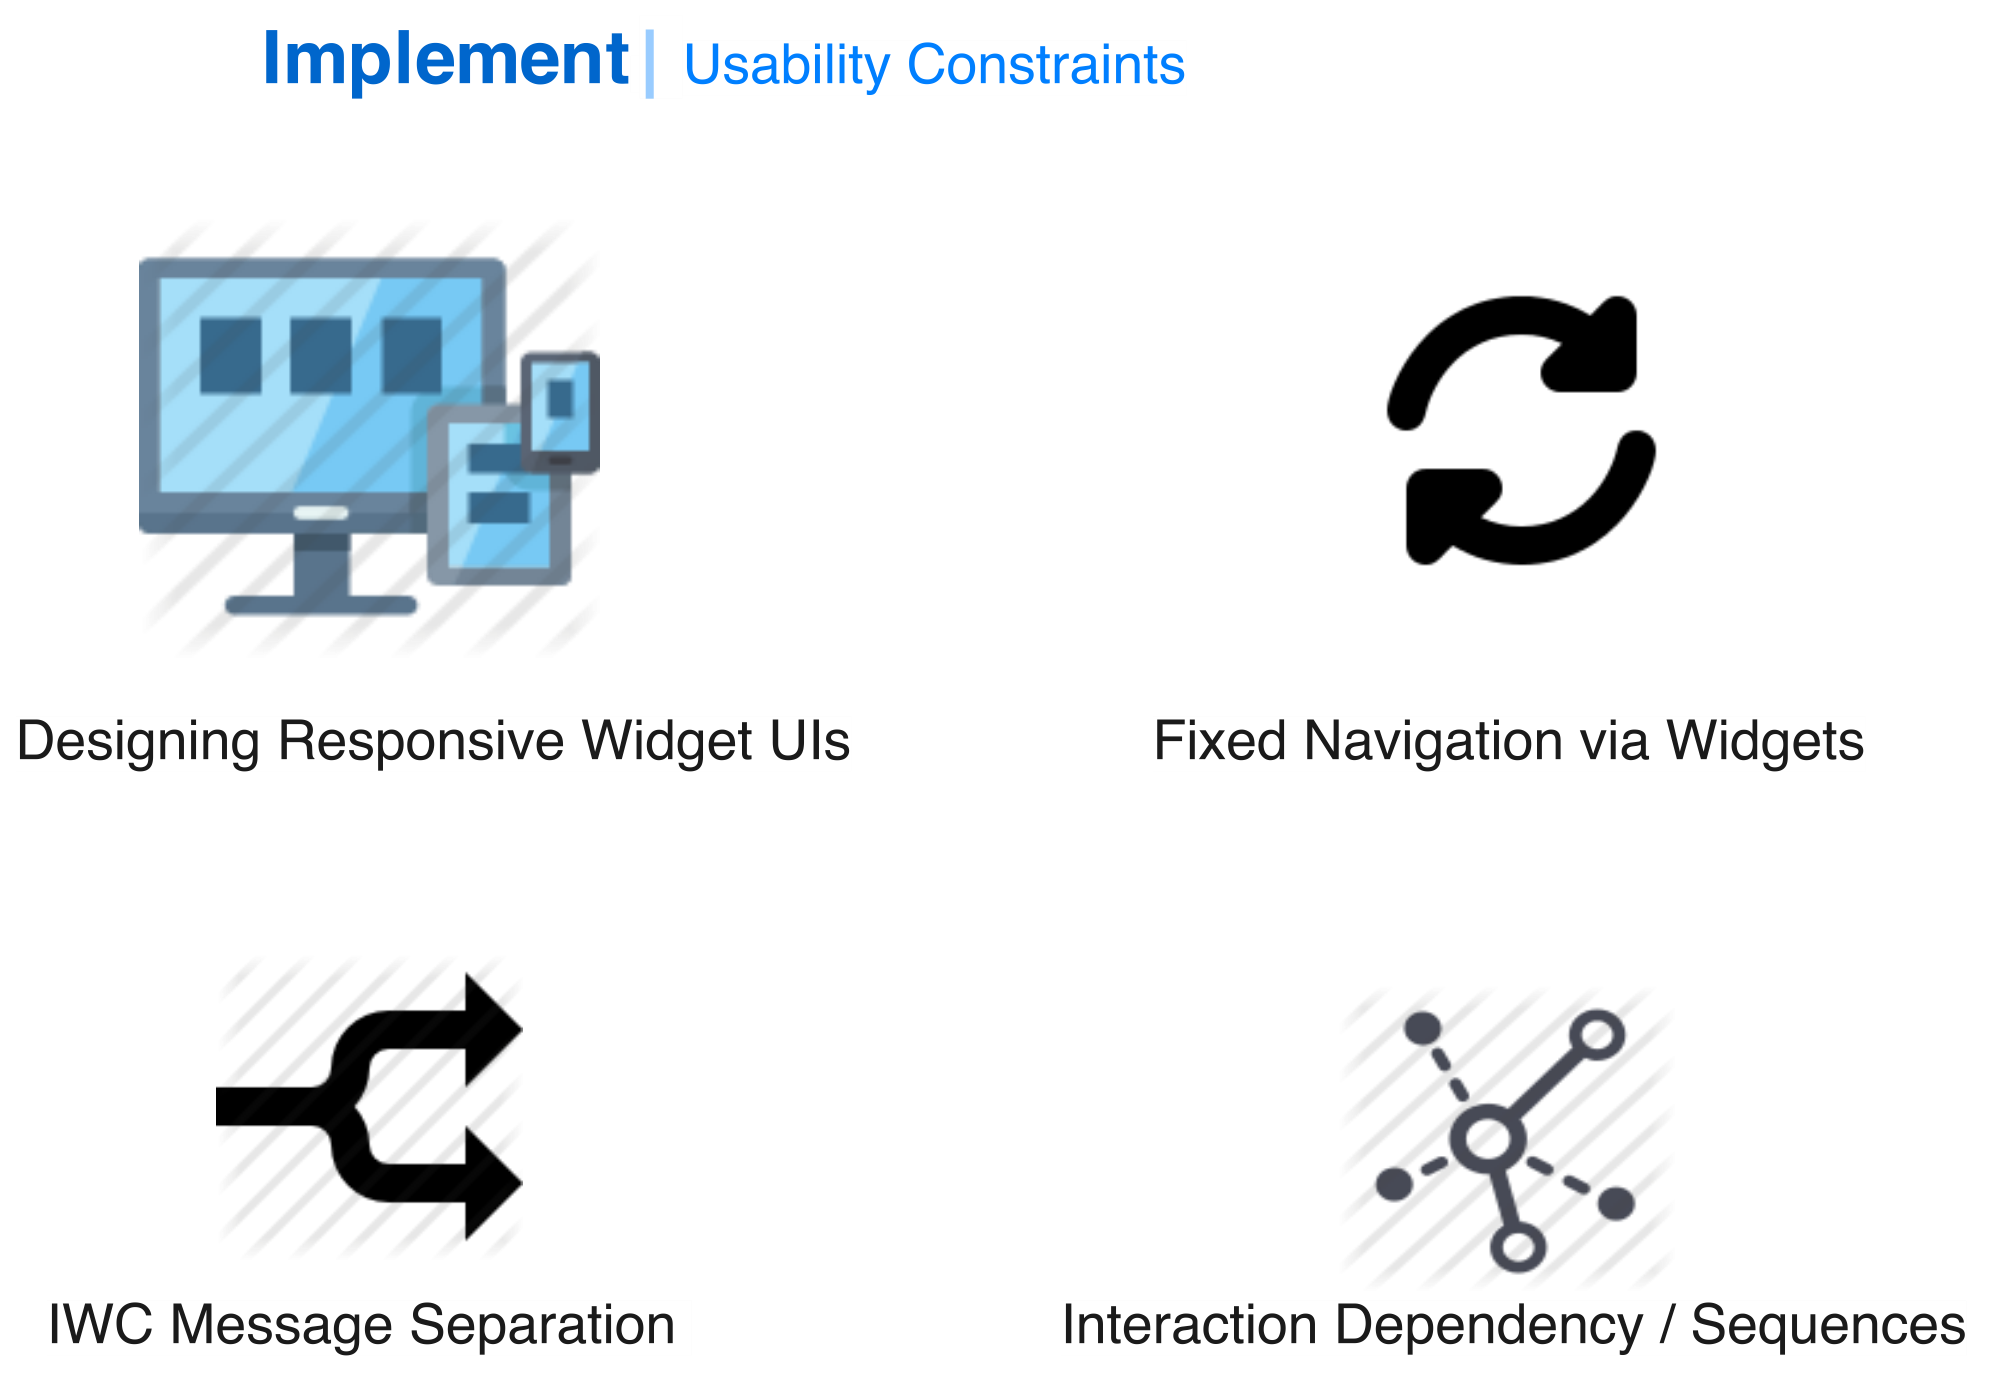 Implement | Usability Constraints
Designing Responsive Widget UIs
Fixed Navigation via Widgets
IWC Message Separation
Interaction Dependency / Sequences